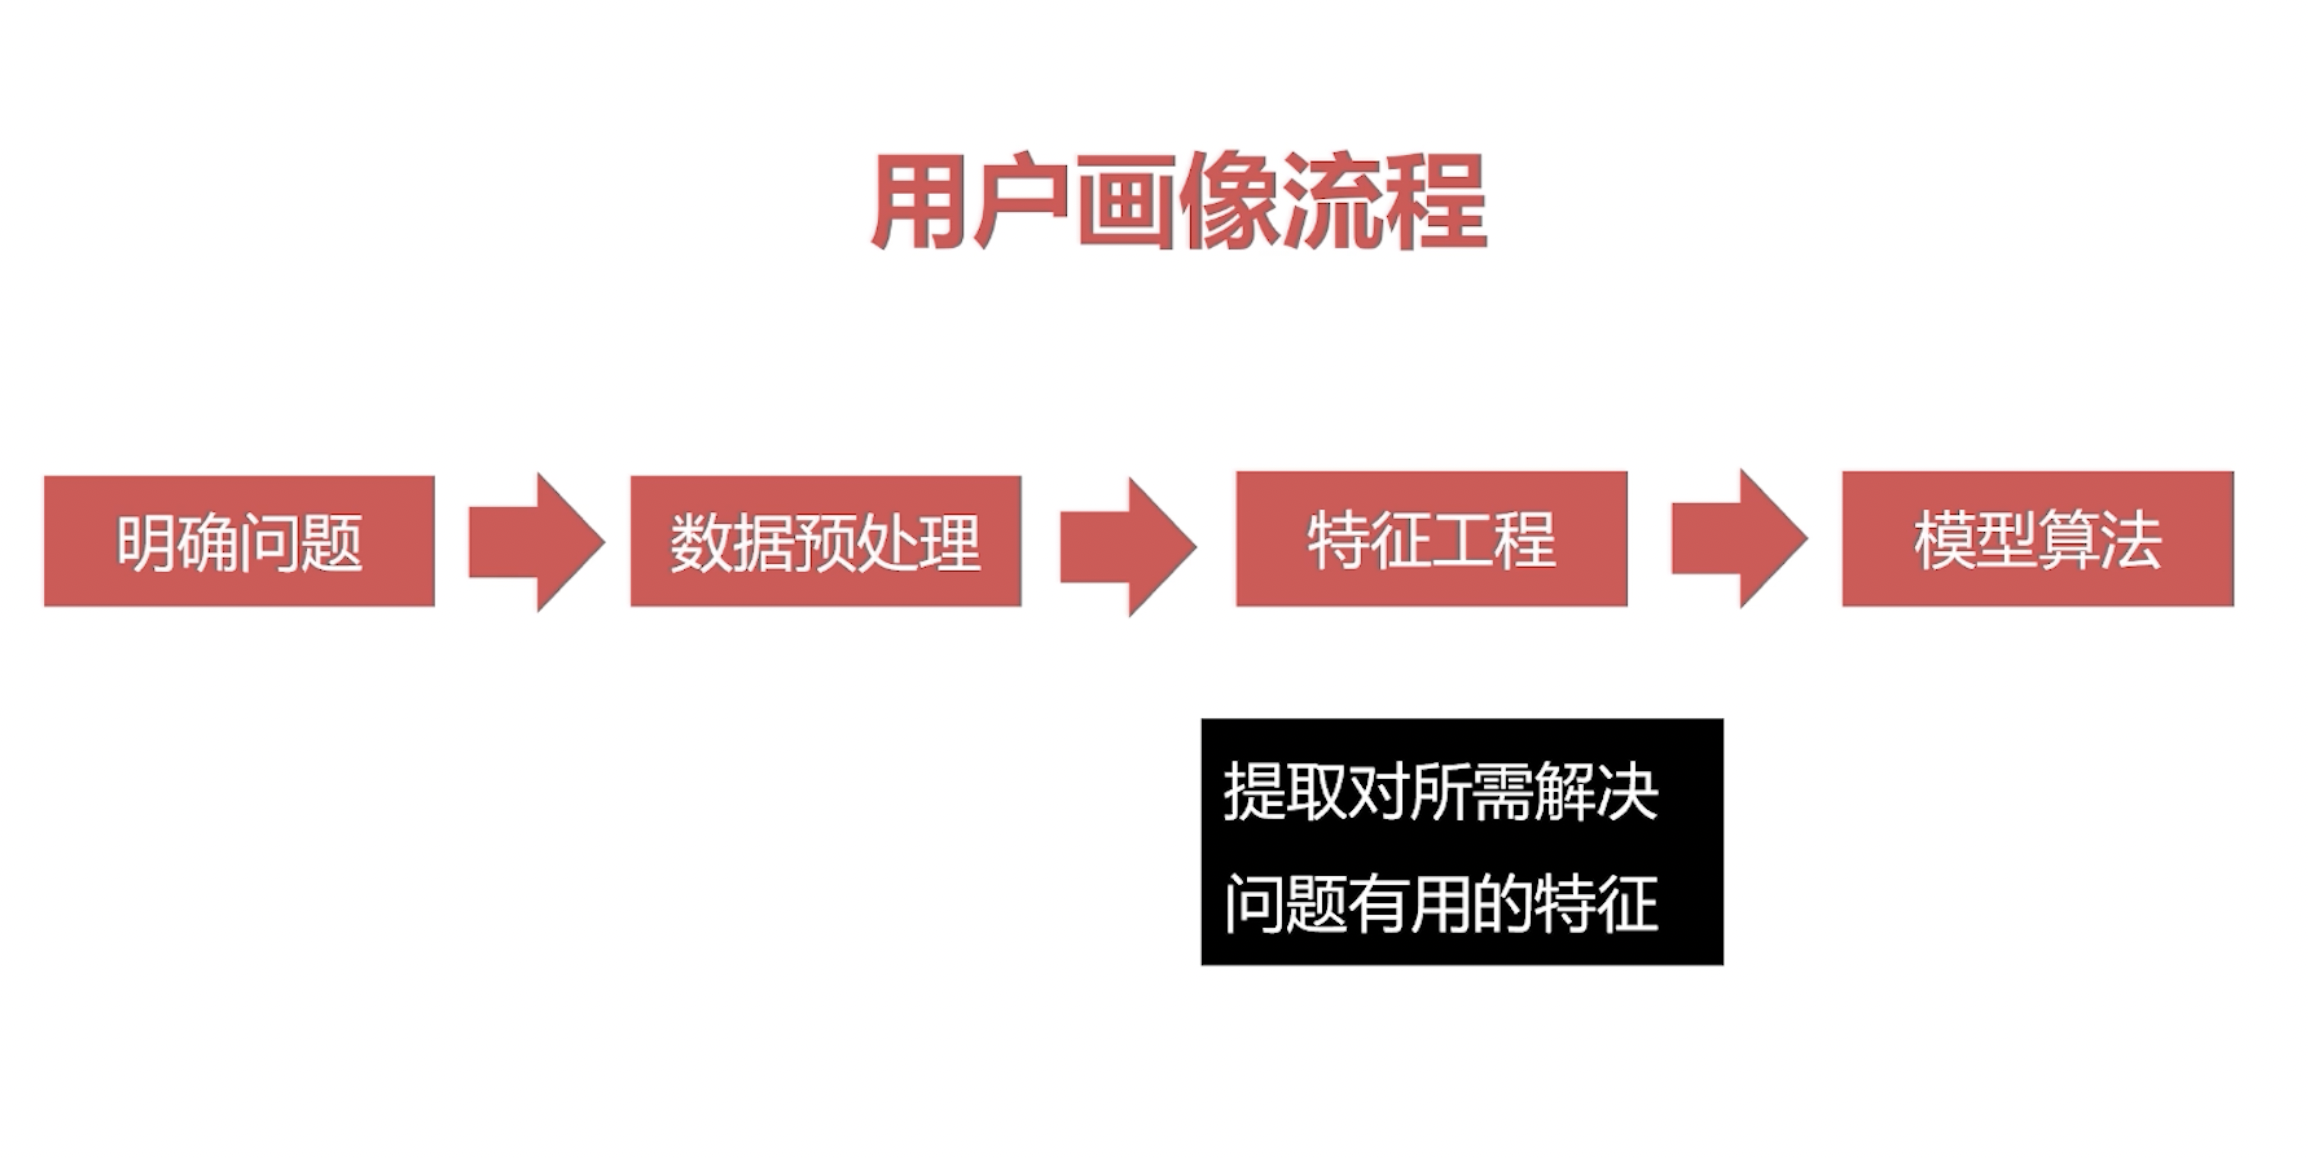 用户画像流程
明确问题
数据预处理
特征工程
模型算法
提取对所需解决
问题有用的特征